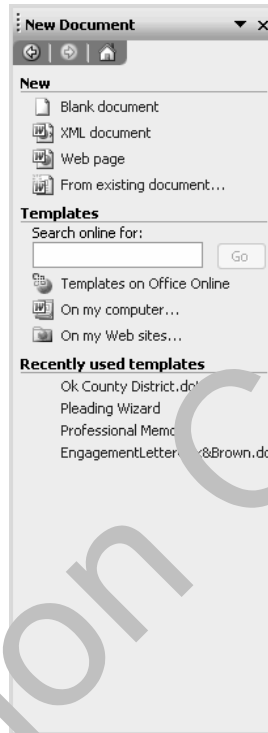 New Document
New
Blank document
XML document
Web page
From existing document...
Templates
Search online for:
Go
Templates on Office Online
On my computer...
On my Web sites...
Recently used templates
Ok County District.dot
Pleading Wizard
Professional Memo
&Brown.do
on C